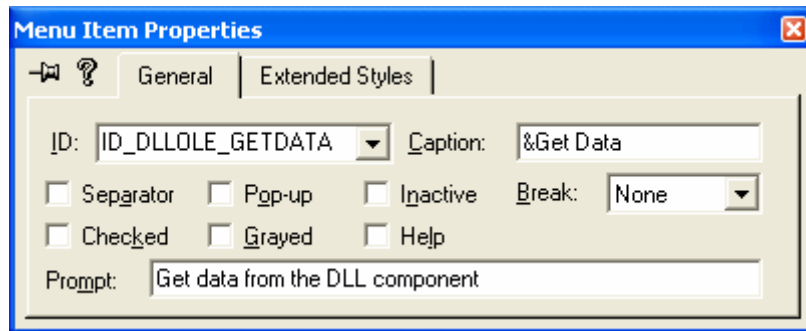 Menu Item Properties
General Extended Styles
ID: ID_DLLOLE_GETDATA Caption: &Get Data
Separator Pop-up Inactive Break: None
Checked Grayed Help
Prompt: Get data from the DLL component